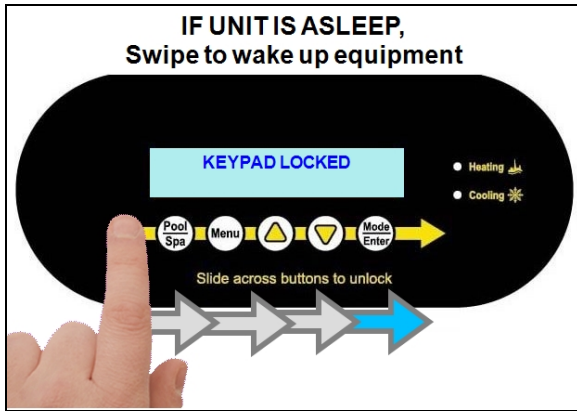 IF UNIT IS ASLEEP,
Swipe to wake up equipment
KEYPAD LOCKED
Heating
Cooling
Pool
Spa
Menu
Mode
Enter
Slide across buttons to unlock